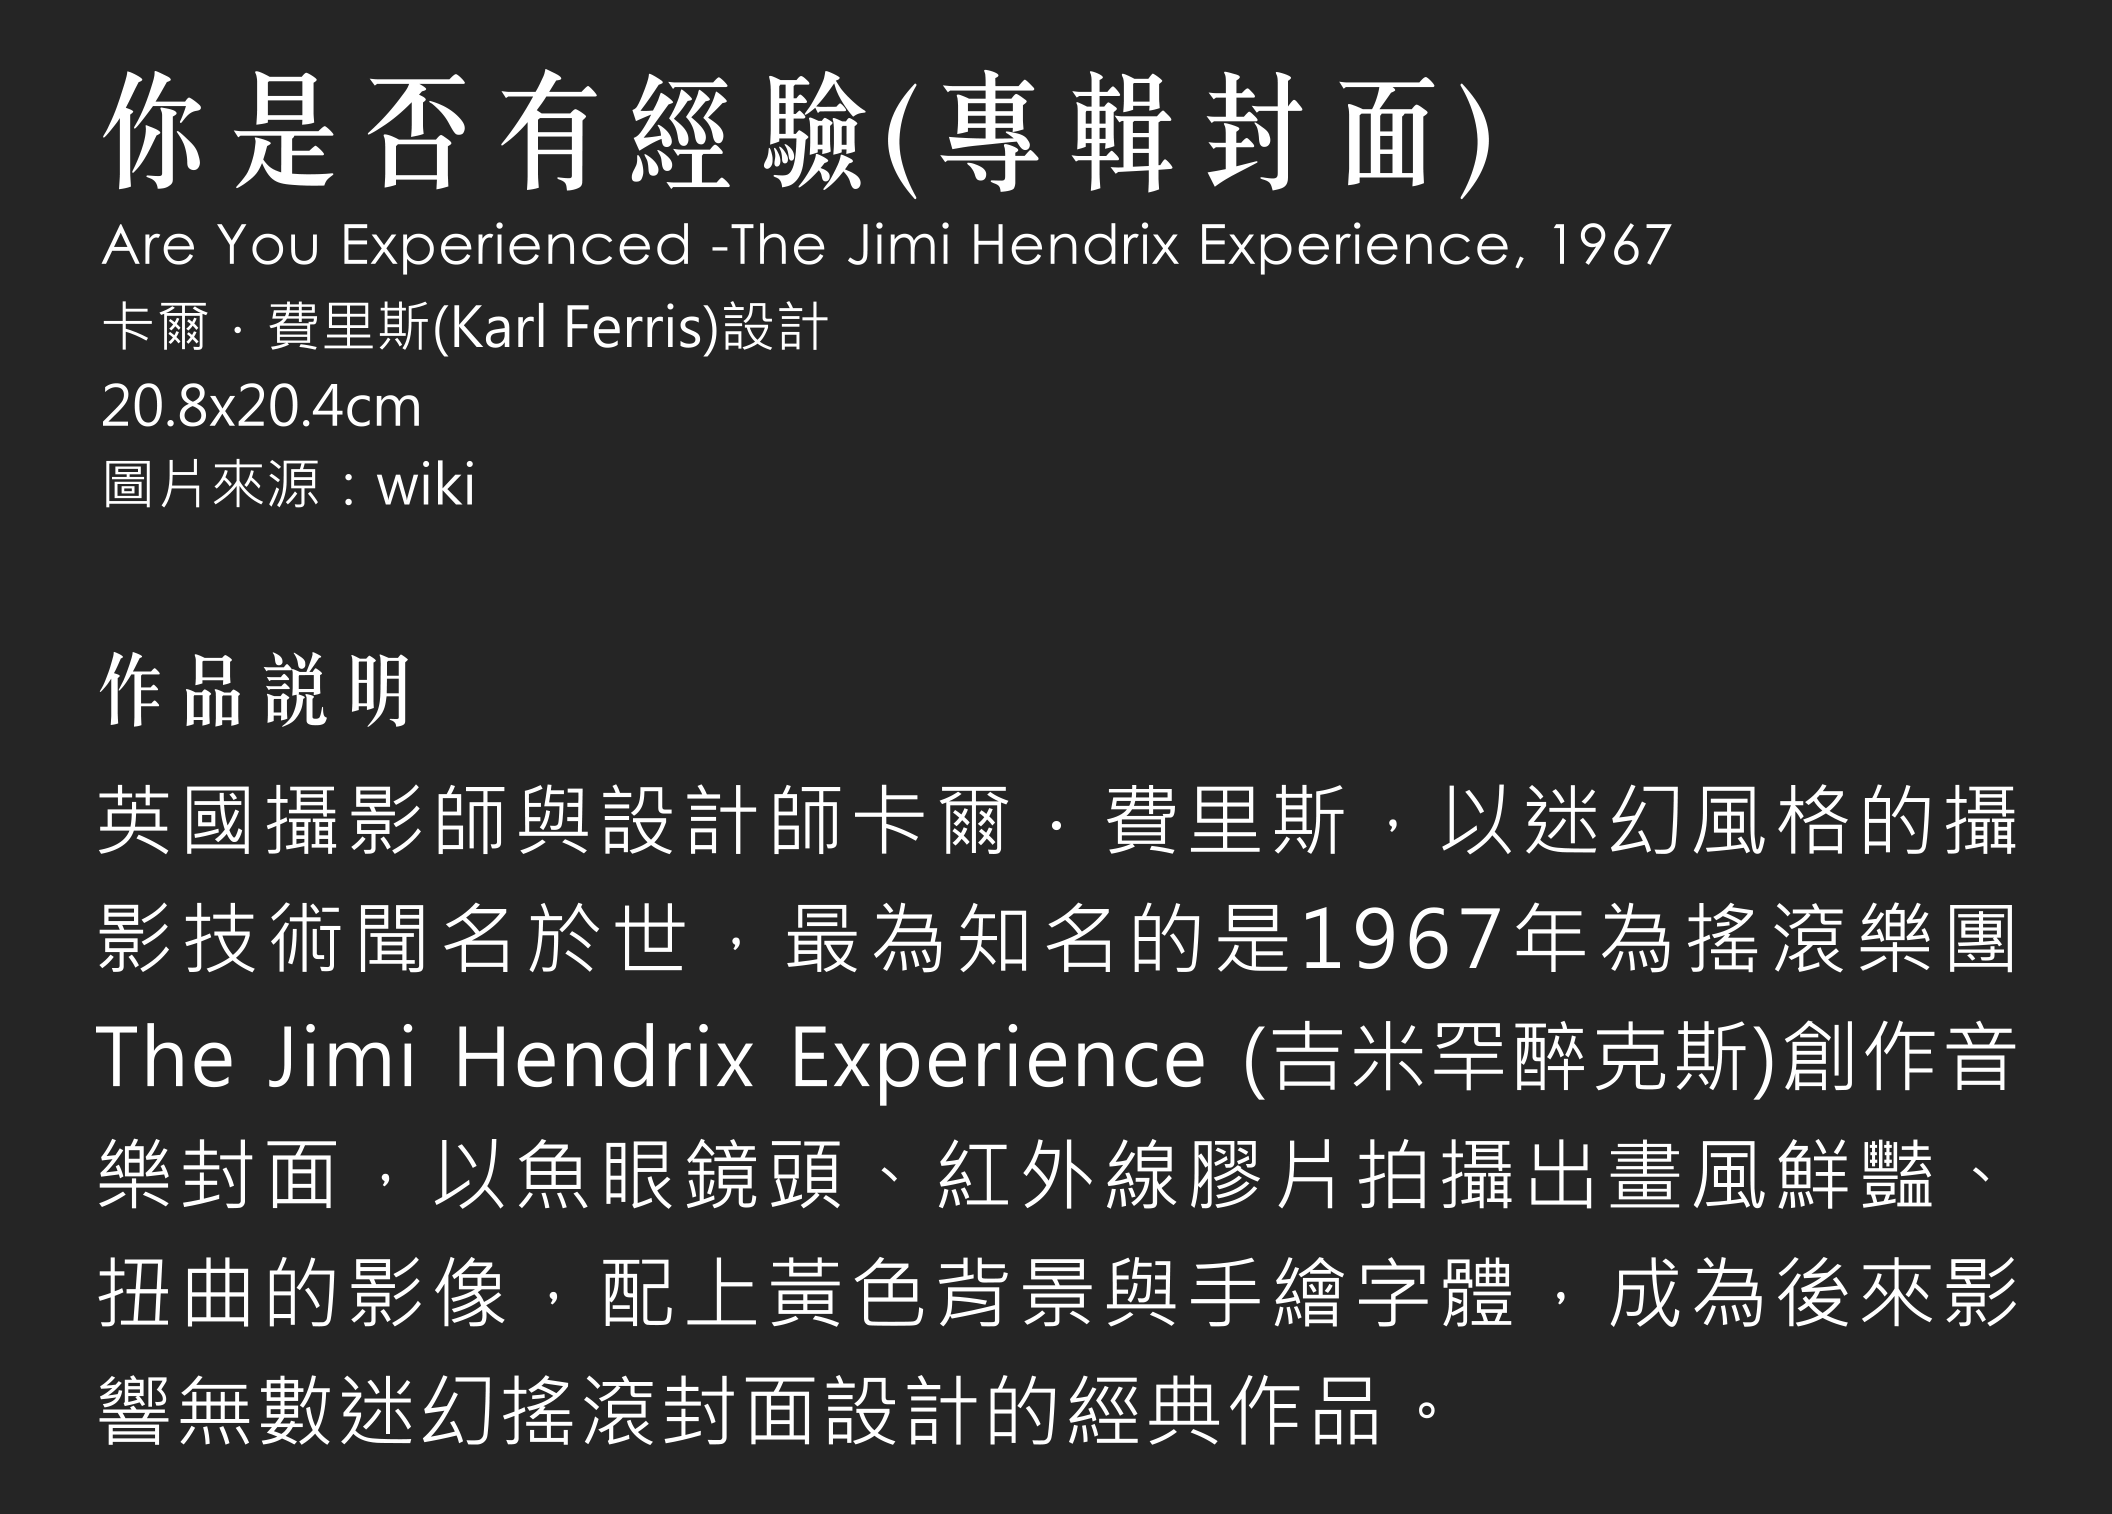 你是否有經驗(專輯封面)
Are You Experienced -The Jimi Hendrix Experience, 1967
卡爾．費里斯(Karl Ferris)設計
20.8x20.4cm
圖片來源：wiki
作品説明
英國攝影師與設計師卡爾．費里斯，以迷幻風格的攝
影技術聞名於世，最為知名的是1967年為搖滾樂團
The Jimi Hendrix Experience (吉米罕醉克斯)創作音
樂封面，以魚眼鏡頭、紅外線膠片拍攝出畫風鮮豔、
扭曲的影像，配上黃色背景與手繪字體，成為後來影
響無數迷幻搖滾封面設計的經典作品。